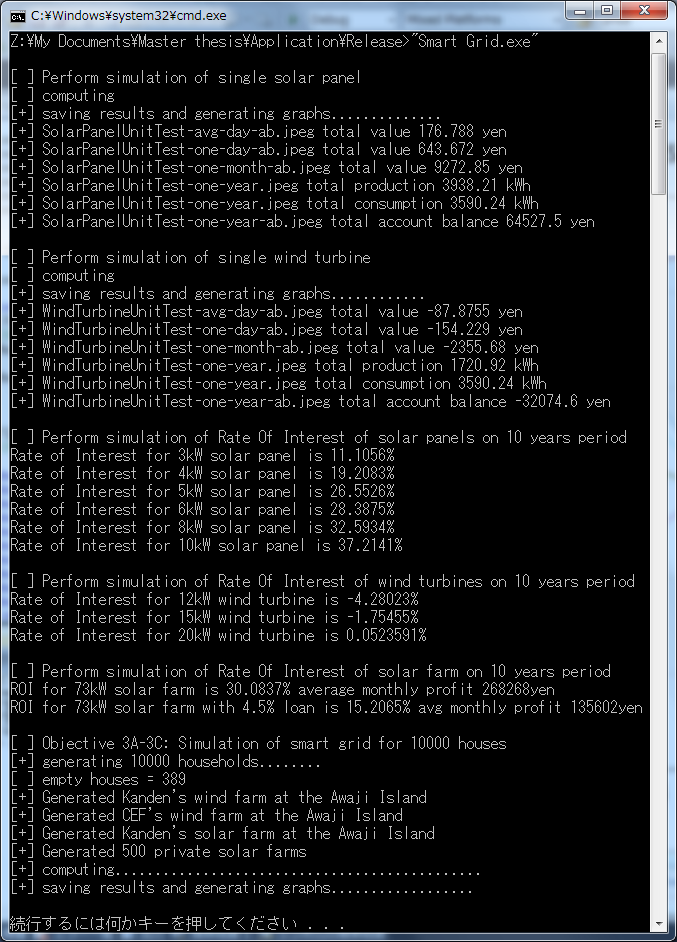 C:¥Windows¥system32¥cmd.exe
Z:¥My Documents¥Master thesis¥Application¥Release>"Smart Grid.exe"
[ ] Perform simulation of single solar panel
[ ] computing
[+] saving results and generating graphs..............
[+] SolarPanelUnitTest-avg-day-ab.jpeg total value 176.788 yen
[+] SolarPanelUnitTest-one-day-ab.jpeg total value 643.672 yen
[+] SolarPanelUnitTest-one-month-ab.jpeg total value 9272.85 yen
[+] SolarPanelUnitTest-one-year.jpeg total production 3938.21 kWh
[+] SolarPanelUnitTest-one-year.jpeg total consumption 3590.24 kWh
[+] SolarPanelUnitTest-one-year-ab.jpeg total account balance 64527.5 yen
[ ] Perform simulation of single wind turbine
[ ] computing
[+] saving results and generating graphs............
[+] WindTurbineUnitTest-avg-day-ab.jpeg total value -87.8755 yen
[+] WindTurbineUnitTest-one-day-ab.jpeg total value -154.229 yen
[+] WindTurbineUnitTest-one-month-ab.jpeg total value -2355.68 yen
[+] WindTurbineUnitTest-one-year.jpeg total production 1720.92 kWh
[+] WindTurbineUnitTest-one-year.jpeg total consumption 3590.24 kWh
[+] WindTurbineUnitTest-one-year-ab.jpeg total account balance -32074.6 yen
[ ] Perform simulation of Rate Of Interest of solar panels on 10 years period
Rate of Interest for 3kW solar panel is 11.1056%
Rate of Interest for 4kW solar panel is 19.2083%
Rate of Interest for 5kW solar panel is 26.5526%
Rate of Interest for 6kW solar panel is 28.3875%
Rate of Interest for 8kW solar panel is 32.5934%
Rate of Interest for 10kW solar panel is 37.2141%
[ ] Perform simulation of Rate Of Interest of wind turbines on 10 years period
Rate of Interest for 12kW wind turbine is -4.28023%
Rate of Interest for 15kW wind turbine is -1.75455%
Rate of Interest for 20kW wind turbine is 0.0523591%
[ ] Perform simulation of Rate Of Interest of solar farm on 10 years period
ROI for 73kW solar farm is 30.0837% average monthly profit 268268yen
ROI for 73kW solar farm with 4.5% loan is 15.2065% avg monthly profit 135602yen
[ ] Objective 3A-3C: Simulation of smart grid for 10000 houses
[+] generating 10000 households........
[ ] empty houses = 389
[+] Generated Kanden's wind farm at the Awaji Island
[+] Generated CEF's wind farm at the Awaji Island
[+] Generated Kanden's solar farm at the Awaji Island
[+] Generated 500 private solar farms
[+] computing...............................................
[+] saving results and generating graphs..................
続行するには何かキーを押してください . . .